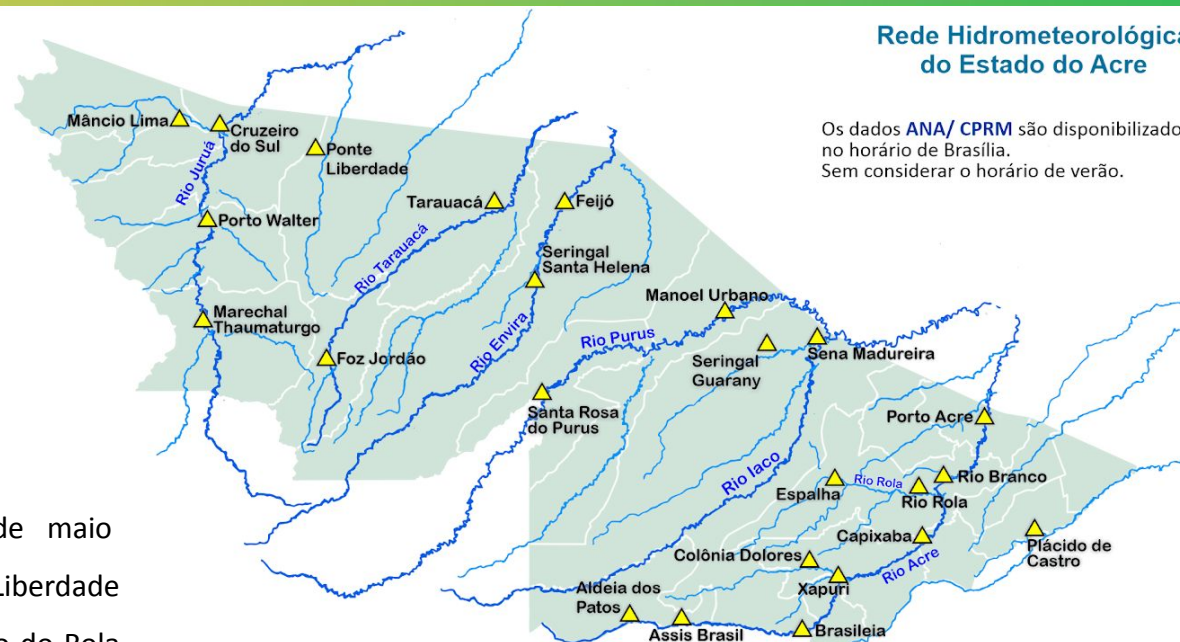 Rede Hidrometeorológica
do Estado do Acre
Os dados ANA/ CPRM são disponibilizado
no horário de Brasília.
Sem considerar o horário de verão.
Mâncio Lima
Cruzeiro
do Sul
Ponte
Liberdade
Rio Juruá
Porto Walter
Tarauacá
Feijó
Rio Tarauacá
Seringal
Santa Helena
Marechal
Thaumaturgo
Foz Jordão
Rio Envira
Manoel Urbano
Rio Purus
Seringal
Guarany
Sena Madureira
Santa Rosa
do Purus
Porto Acre
Rio Iaco
Espalha
Rio Rola
Rio Rola
Rio Branco
Capixaba
Plácido de
Castro
Colônia Dolores
Rio Acre
Xapuri
Aldeia dos
Patos
Assis Brasil
Brasileia
de maio
Liberdade
do Rola